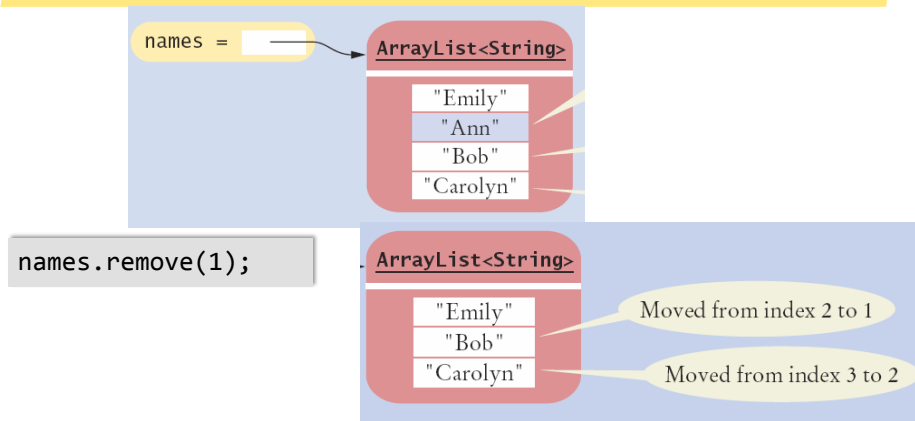 names =
ArrayList<String>
"Emily"
"Ann"
"Bob"
"Carolyn"
names.remove(1);
ArrayList<String>
"Emily"
"Bob"
"Carolyn"
Moved from index 2 to 1
Moved from index 3 to 2